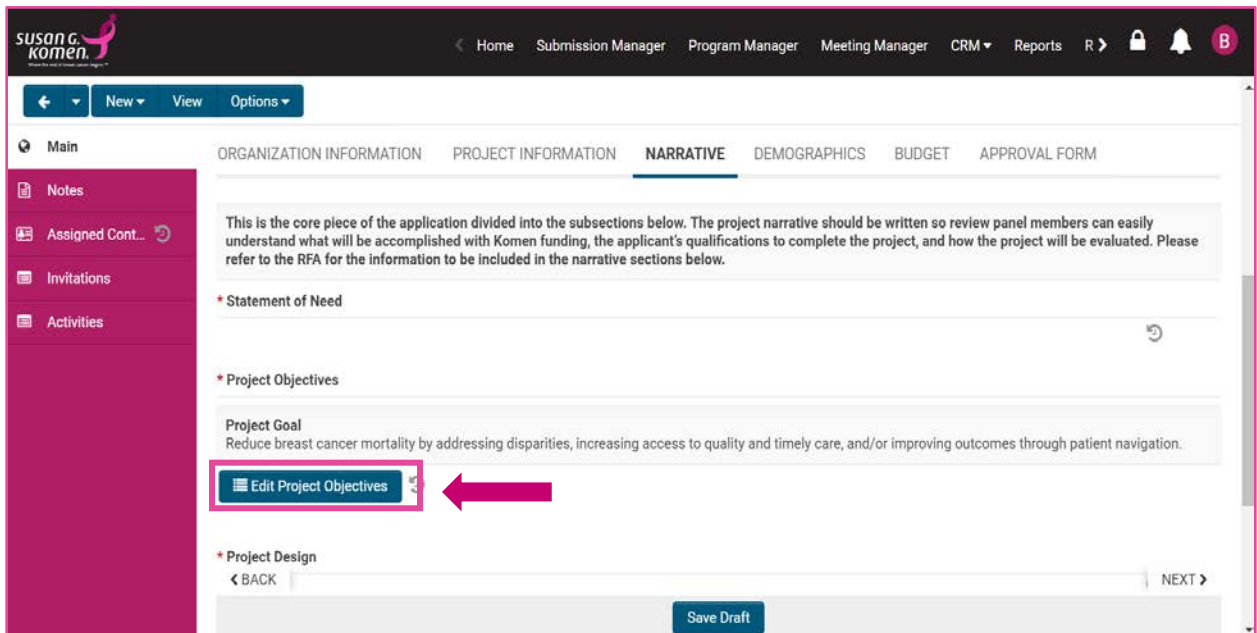 susan g.
komen.
Home Submission Manager Program Manager Meeting Manager CRM Reports R
B
New View Options
Main
Notes
Assigned Cont...
Invitations
Activities
ORGANIZATION INFORMATION PROJECT INFORMATION NARRATIVE DEMOGRAPHICS BUDGET APPROVAL FORM
This is the core piece of the application divided into the subsections below. The project narrative should be written so review panel members can easily
understand what will be accomplished with Komen funding, the applicant's qualifications to complete the project, and how the project will be evaluated. Please
refer to the RFA for the information to be included in the narrative sections below.
* Statement of Need
* Project Objectives
Project Goal
Reduce breast cancer mortality by addressing disparities, increasing access to quality and timely care, and/or improving outcomes through patient navigation.
Edit Project Objectives
* Project Design
BACK
NEXT
Save Draft